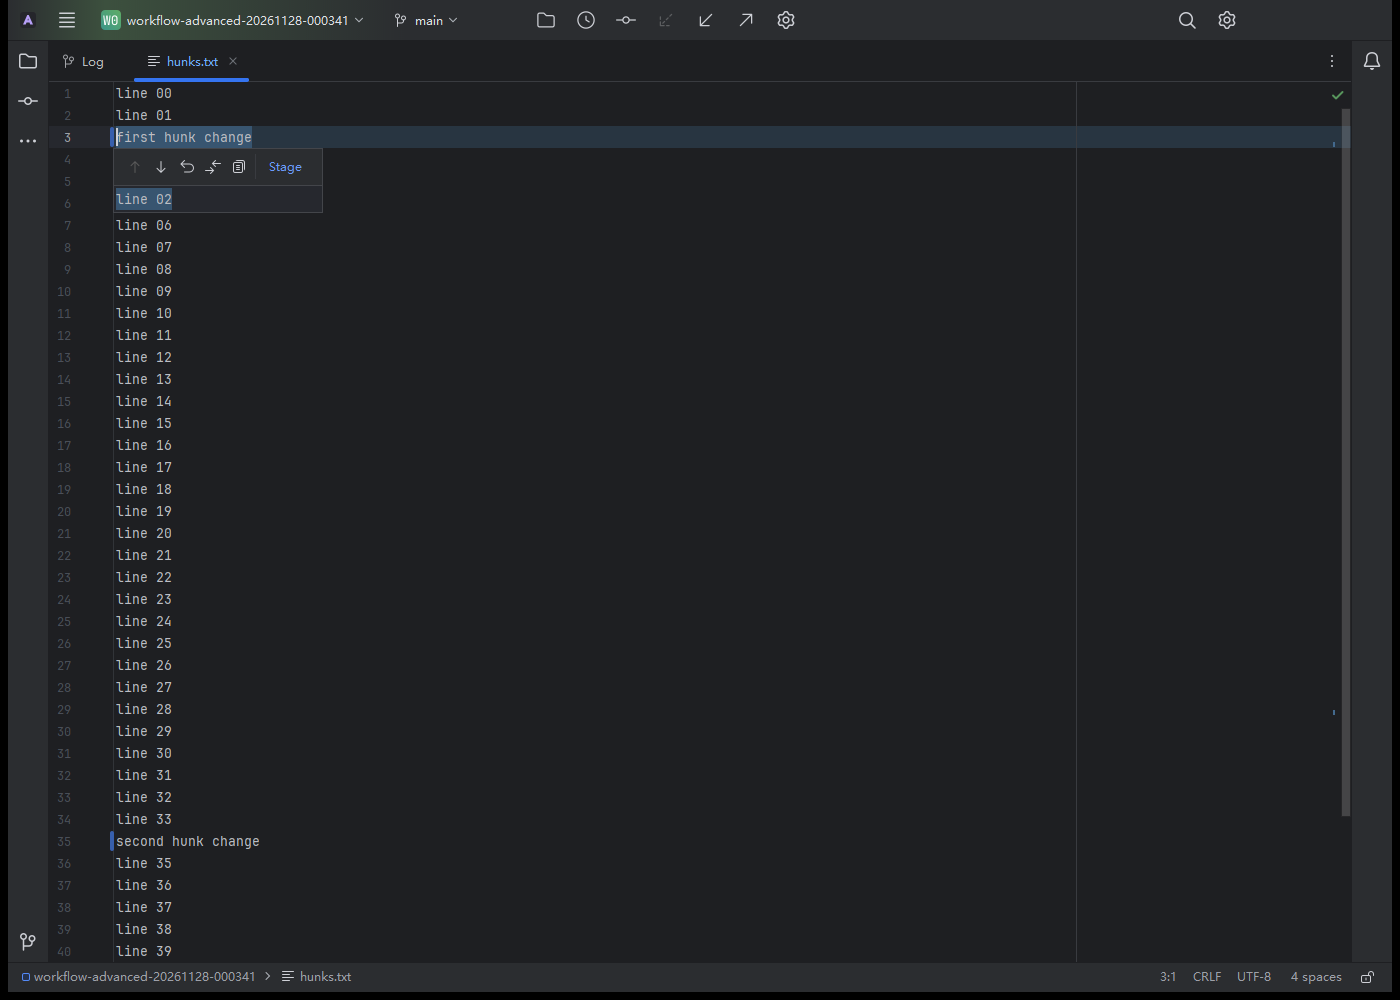 A WO workflow-advanced-20261128-000341 main
Log hunks.txt
1 line 00
2 line 01
3 first hunk change
4
Stage
5
line 02
6
7 line 06
8 line 07
9 line 08
10 line 09
11 line 10
12 line 11
13 line 12
14 line 13
15 line 14
16 line 15
17 line 16
18 line 17
19 line 18
20 line 19
21 line 20
22 line 21
23 line 22
24 line 23
25 line 24
26 line 25
27 line 26
28 line 27
29 line 28
30 line 29
31 line 30
32 line 31
33 line 32
34 line 33
35 second hunk change
36 line 35
37 line 36
38 line 37
39 line 38
40 line 39
workflow-advanced-20261128-000341 hunks.txt 3:1 CRLF UTF-8 4 spaces